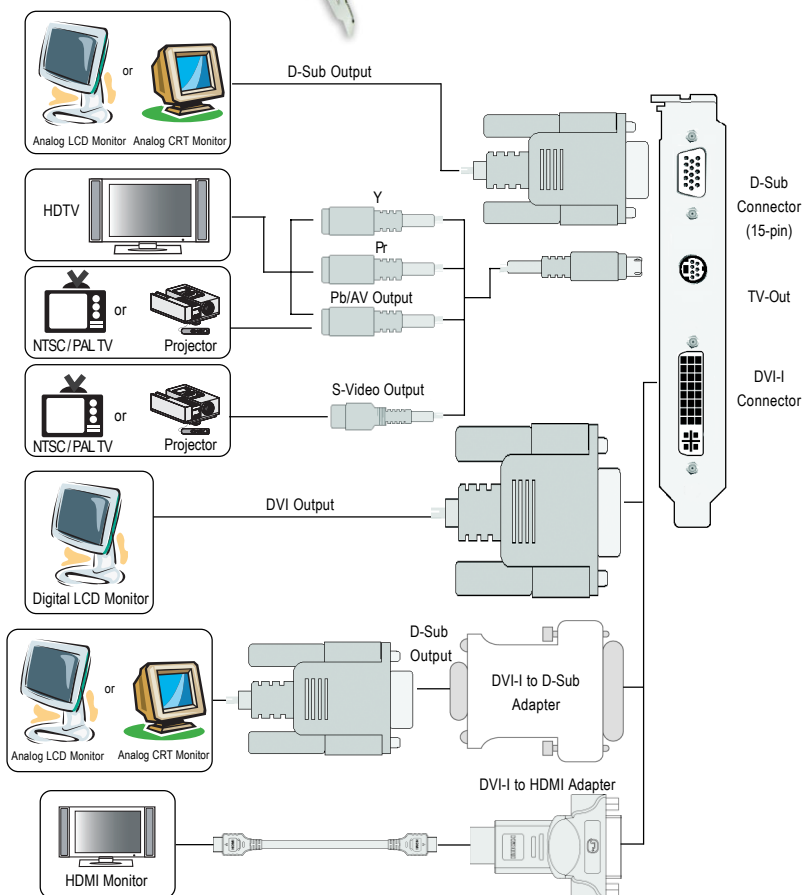 D-Sub Output
or
Analog LCD Monitor
Analog CRT Monitor
D-Sub
Connector
(15-pin)
HDTV
Y
Pr
Pb/AV Output
TV-Out
or
NTSC/PAL TV
Projector
DVI-I
Connector
S-Video Output
or
NTSC/PAL TV
Projector
DVI Output
Digital LCD Monitor
D-Sub
Output
or
DVI-I to D-Sub
Adapter
Analog LCD Monitor
Analog CRT Monitor
DVI-I to HDMI Adapter
HDMI Monitor